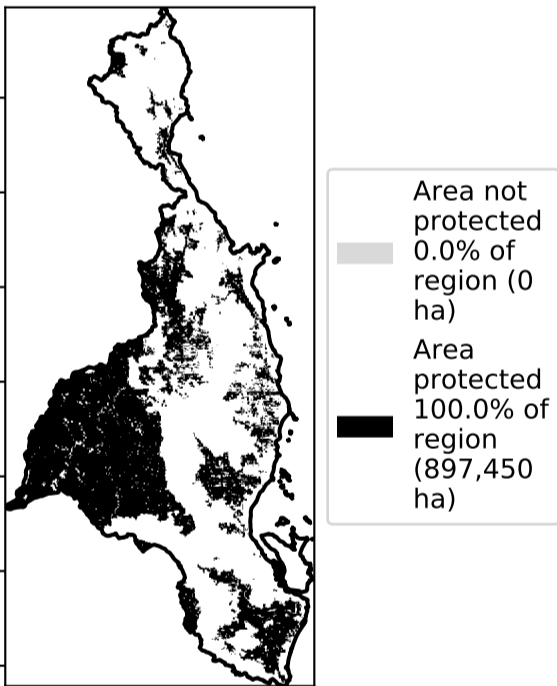 Area not
protected
0.0% of
region (0
ha)
Area
protected
100.0% of
region
(897,450
ha)